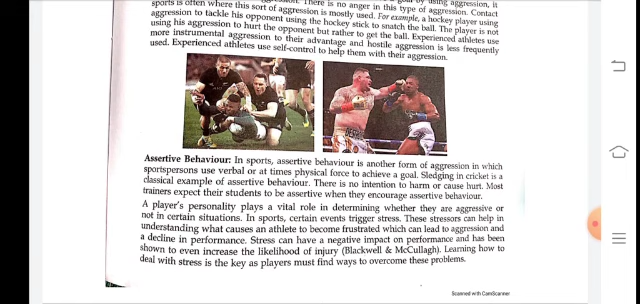 by using aggression, it
There is no anger in this type of aggression. Contact
sports is often where this sort of aggression is mostly used. For example, a hockey player using
aggression to tackle his opponent using the hockey stick to snatch the ball. The player is not
using his aggression to hurt the opponent but rather to get the ball. Experienced athletes use
more instrumental aggression to their advantage and hostile aggression is less frequently
used. Experienced athletes use self-control to help them with their aggression.
Assertive Behaviour: In sports, assertive behaviour is another form of aggression in which
sportspersons use verbal or at times physical force to achieve a goal. Sledging in cricket is a
classical example of assertive behaviour. There is no intention to harm or cause hurt. Most
trainers expect their students to be assertive when they encourage assertive behaviour.
A player's personality plays a vital role in determining whether they are aggressive or
not in certain situations. In sports, certain events trigger stress. These stressors can help in
understanding what causes an athlete to become frustrated which can lead to aggression and
a decline in performance. Stress can have a negative impact on performance and has been
shown to even increase the likelihood of injury (Blackwell & McCullagh). Learning how to
deal with stress is the key as players must find ways to overcome these problems.
Scanned with CamScanner